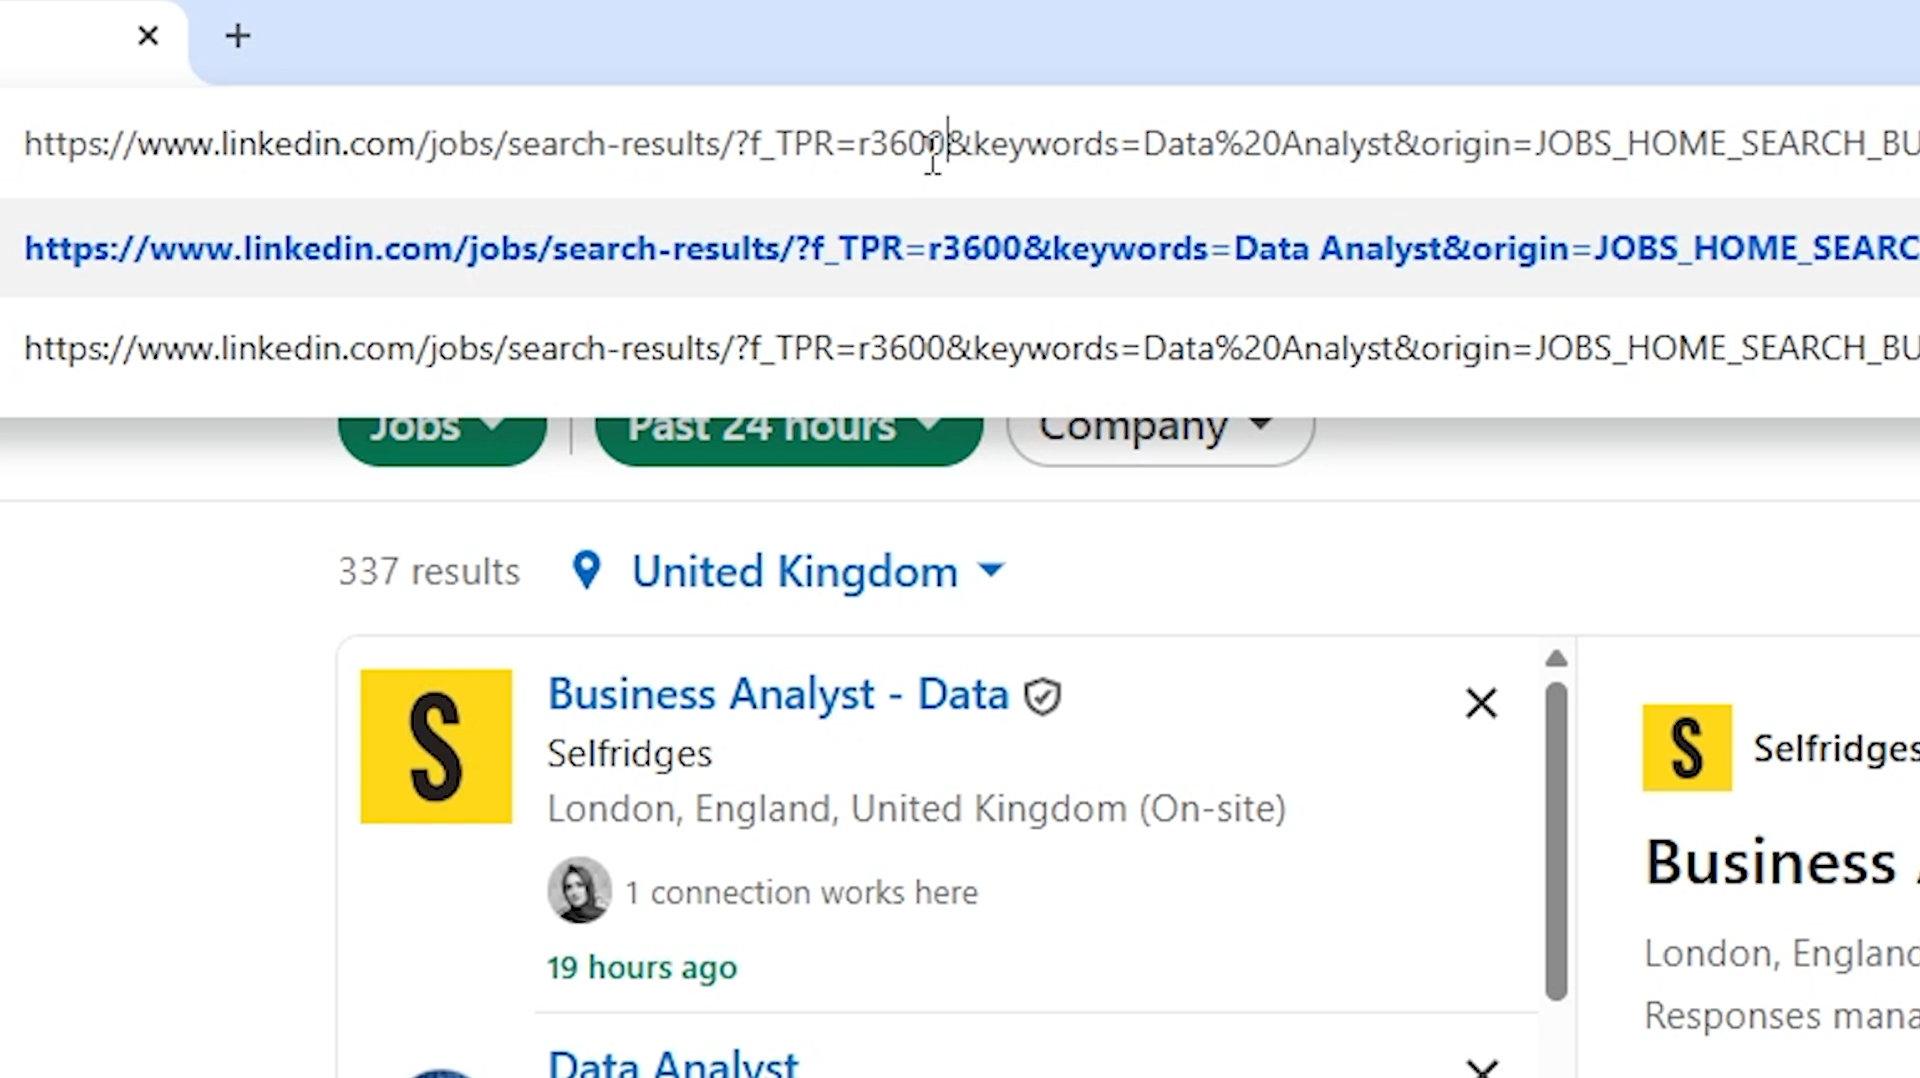 https://www.linkedin.com/jobs/search-results/?f_TPR=r3600&keywords=Data%20Analyst&origin=JOBS_HOME_SEARCH_BU
https://www.linkedin.com/jobs/search-results/?f_TPR=r3600&keywords=Data Analyst&origin=JOBS_HOME_SEARC
https://www.linkedin.com/jobs/search-results/?f_TPR=r3600&keywords=Data%20Analyst&origin=JOBS_HOME_SEARCH_BU
Jobs Past 24 hours Company
337 results United Kingdom
Business Analyst - Data
Selfridges
London, England, United Kingdom (On-site)
1 connection works here
19 hours ago
Data Analyst
S
S Selfridges
Business
London, England
Responses mana